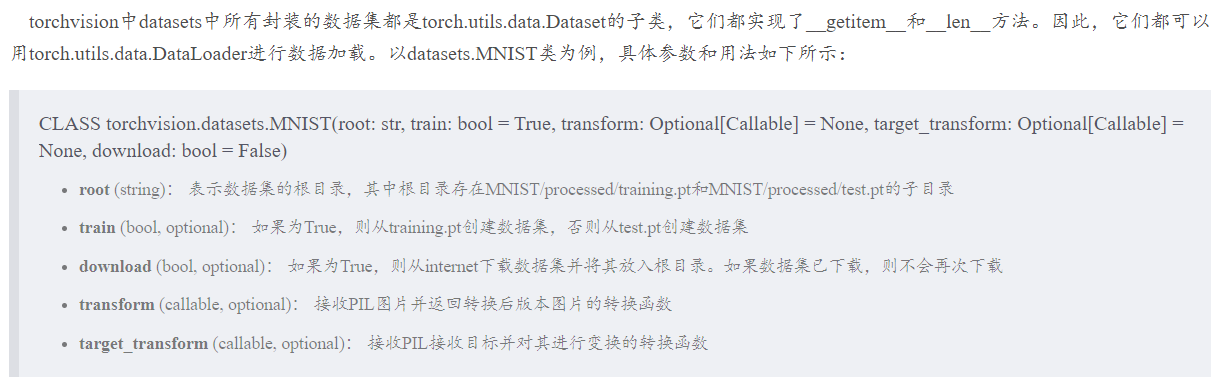 torchvision中datasets中所有封装的数据集都是torch.utils.data.Dataset的子类，它们都实现了__getitem__和__len__方法。因此，它们都可以
用torch.utils.data.DataLoader进行数据加载。以datasets.MNIST类为例，具体参数和用法如下所示：
CLASS torchvision.datasets.MNIST(root: str, train: bool = True, transform: Optional[Callable] = None, target_transform: Optional[Callable] =
None, download: bool = False)
• root (string)： 表示数据集的根目录，其中根目录存在MNIST/processed/training.pt和MNIST/processed/test.pt的子目录
• train (bool, optional)： 如果为True，则从training.pt创建数据集，否则从test.pt创建数据集
• download (bool, optional)： 如果为True，则从internet下载数据集并将其放入根目录。如果数据集已下载，则不会再次下载
• transform (callable, optional)： 接收PIL图片并返回转换后版本图片的转换函数
• target_transform (callable, optional)： 接收PIL接收目标并对其进行变换的转换函数